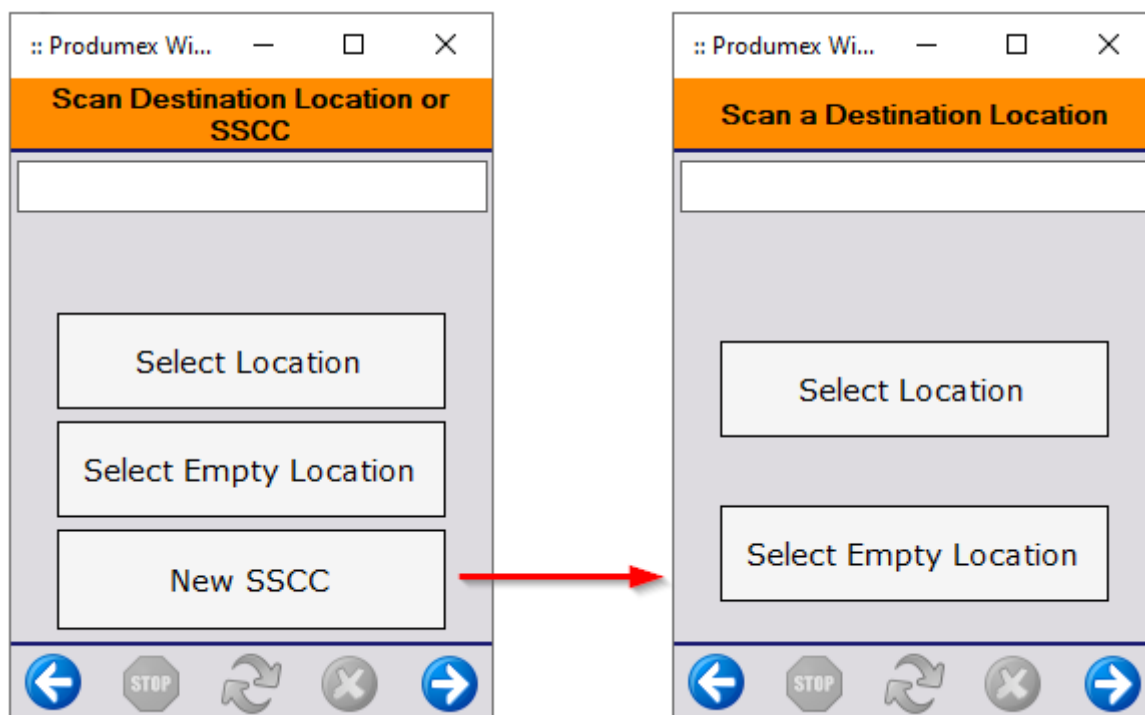 :: Produmex Wi...
Scan Destination Location or
SSCC
Select Location
Select Empty Location
New SSCC
STOP
:: Produmex Wi...
Scan a Destination Location
Select Location
Select Empty Location
STOP